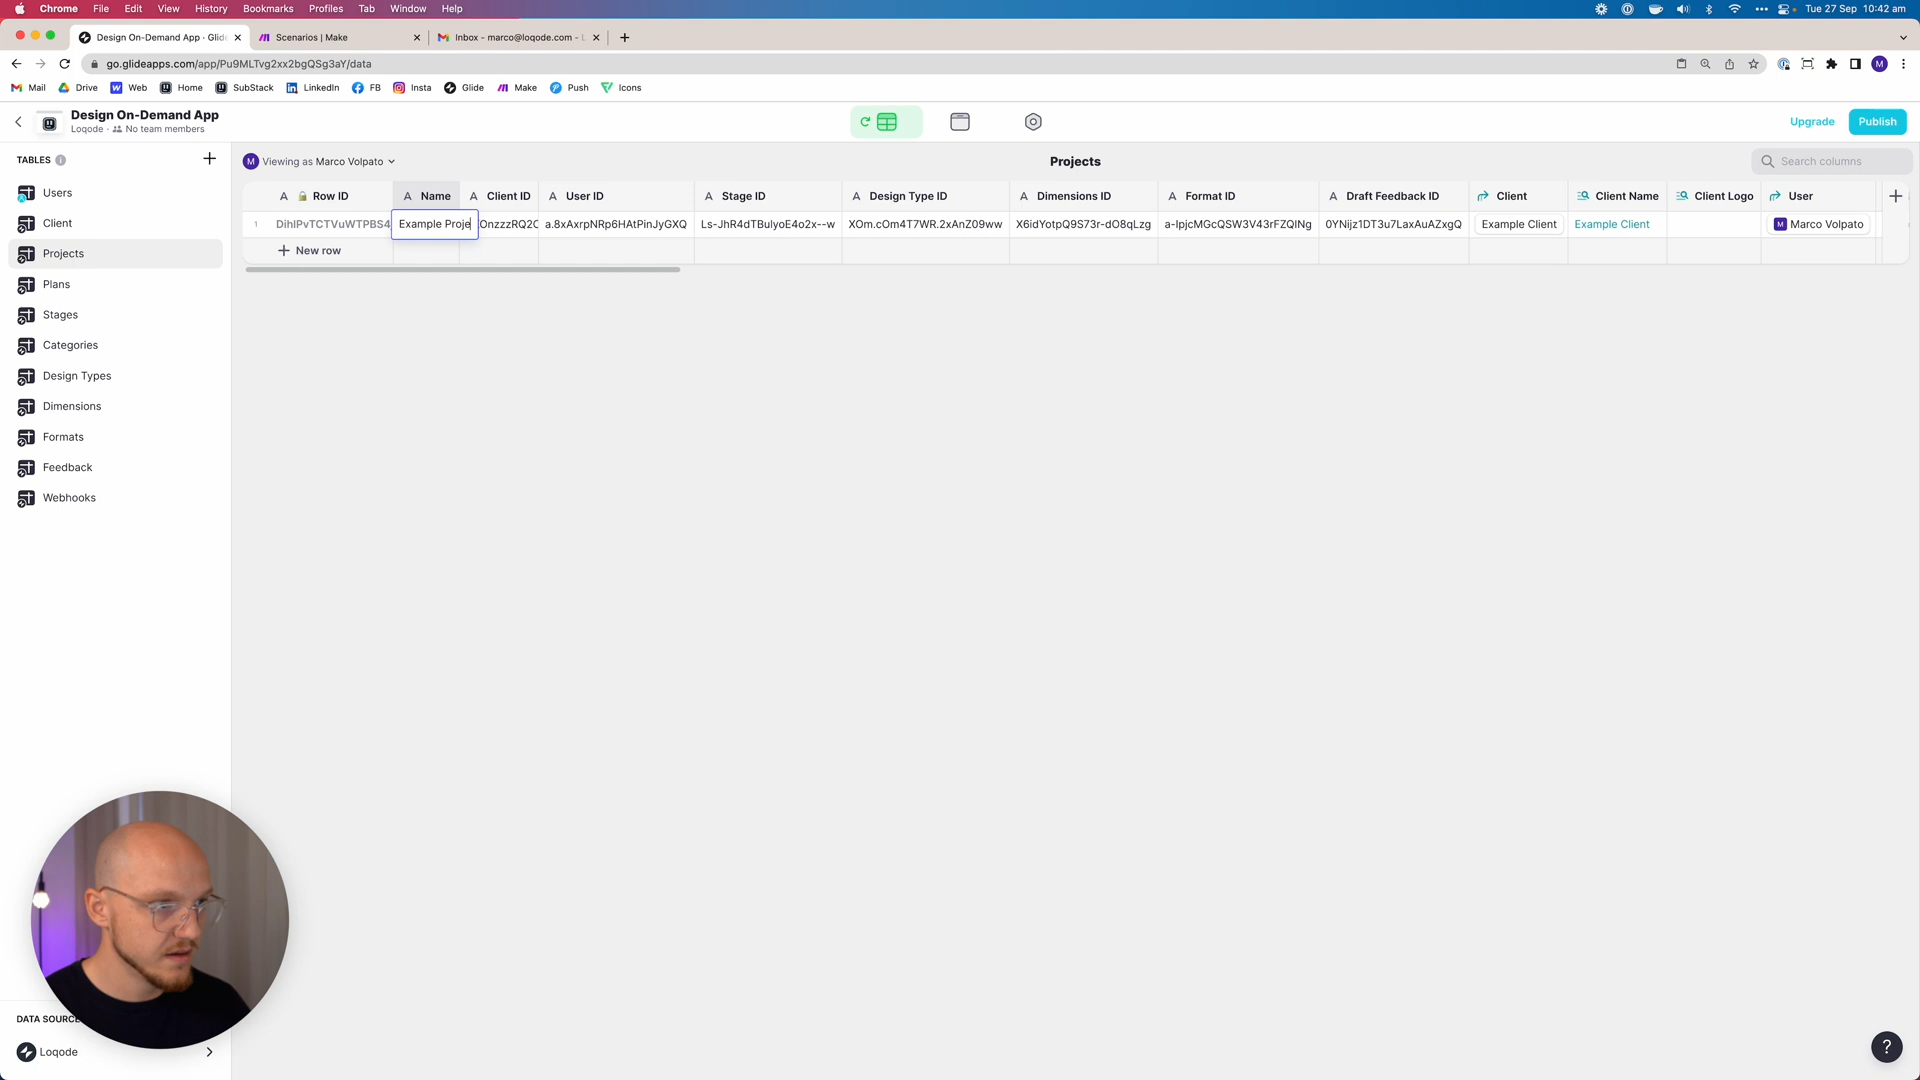 Chrome File Edit View History Bookmarks Profiles Tab Window Help
Tue 27 Sep 10:42 am
Design On-Demand App · Glide
Scenarios | Make
Inbox - marco@loqode.com -
go.glideapps.com/app/Pu9MLTvg2xx2bgQSg3aY/data
Mail Drive Web Home SubStack LinkedIn FB Insta Glide Make Push Icons
Design On-Demand App
Loqode · No team members
Upgrade
Publish
TABLES
Users
Client
Projects
Plans
Stages
Categories
Design Types
Dimensions
Formats
Feedback
Webhooks
DATA SOURC
Loqode
M Viewing as Marco Volpato
Projects
Search columns
Row ID Name Client ID User ID Stage ID Design Type ID Dimensions ID Format ID Draft Feedback ID Client Client Name Client Logo User
1 DihIPvTCTVuWTPBS4 Example Proje OnzzzRQ2C a.8xAxrpNRp6HAtPinJyGXQ Ls-JhR4dTBulyoE4o2x--w XOm.cOm4T7WR.2xAnZ09ww X6idYotpQ9S73r-dO8qLzg a-IpjcMGcQSW3V43rFZQINg 0YNijz1DT3u7LaxAuAZxgQ Example Client Example Client M Marco Volpato
New row
?